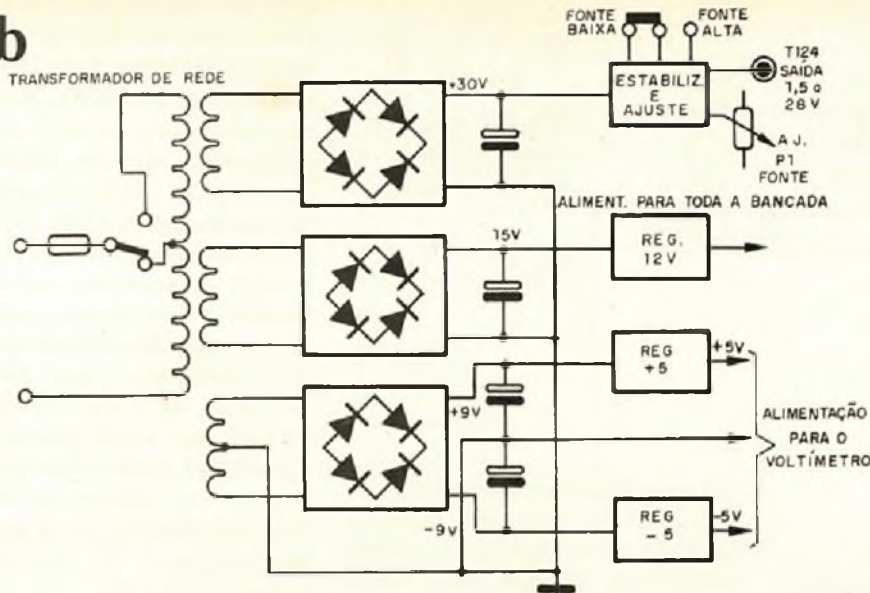 b
TRANSFORMADOR DE REDE
+30V
FONTE
BAIXA
FONTE
ALTA
ESTABILIZ.
E
AJUSTE
T124
SAÍDA
1,5 a
28 V
AJ.
P1
FONTE
ALIMENT. PARA TODA A BANCADA
15V
REG.
12 V
+9V
REG
+5
+5V
ALIMENTAÇÃO
PARA O
VOLTÍMETRO
-9V
REG
- 5
-5V